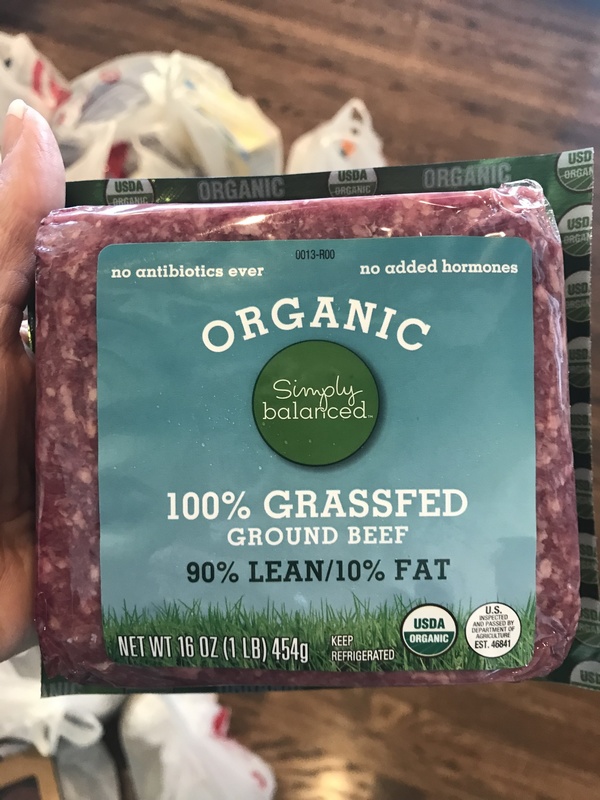 USDA ORGANIC
ORGANIC
USDA ORGANIC
ORGANIC
USDA ORGANIC
0013-R00
no antibiotics ever
no added hormones
ORGANIC
Simply
balanced™
100% GRASSFED
GROUND BEEF
90% LEAN/10% FAT
NET WT 16 OZ (1 LB) 454g
KEEP
REFRIGERATED
USDA
ORGANIC
U.S.
INSPECTED
AND PASSED BY
DEPARTMENT OF
AGRICULTURE
EST. 46841